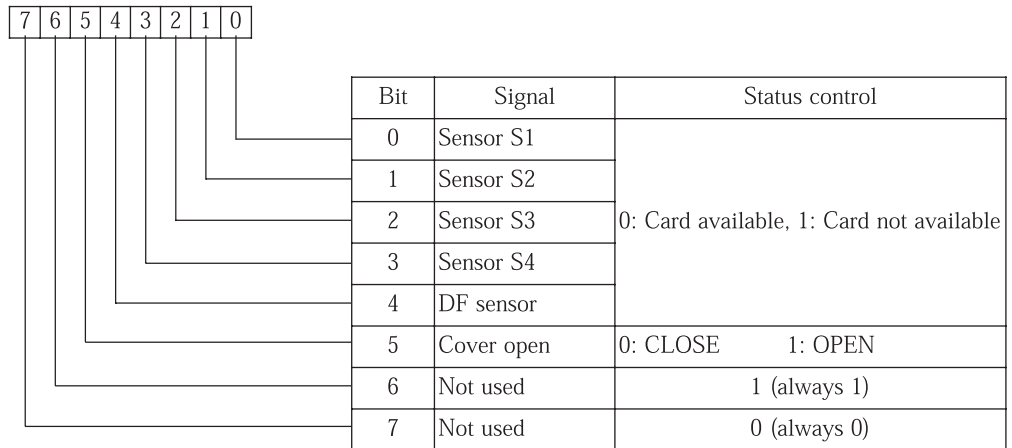 7 6 5 4 3 2 1 0
Bit Signal Status control
0 Sensor S1
1 Sensor S2
2 Sensor S3 0: Card available, 1: Card not available
3 Sensor S4
4 DF sensor
5 Cover open 0: CLOSE 1: OPEN
6 Not used 1 (always 1)
7 Not used 0 (always 0)